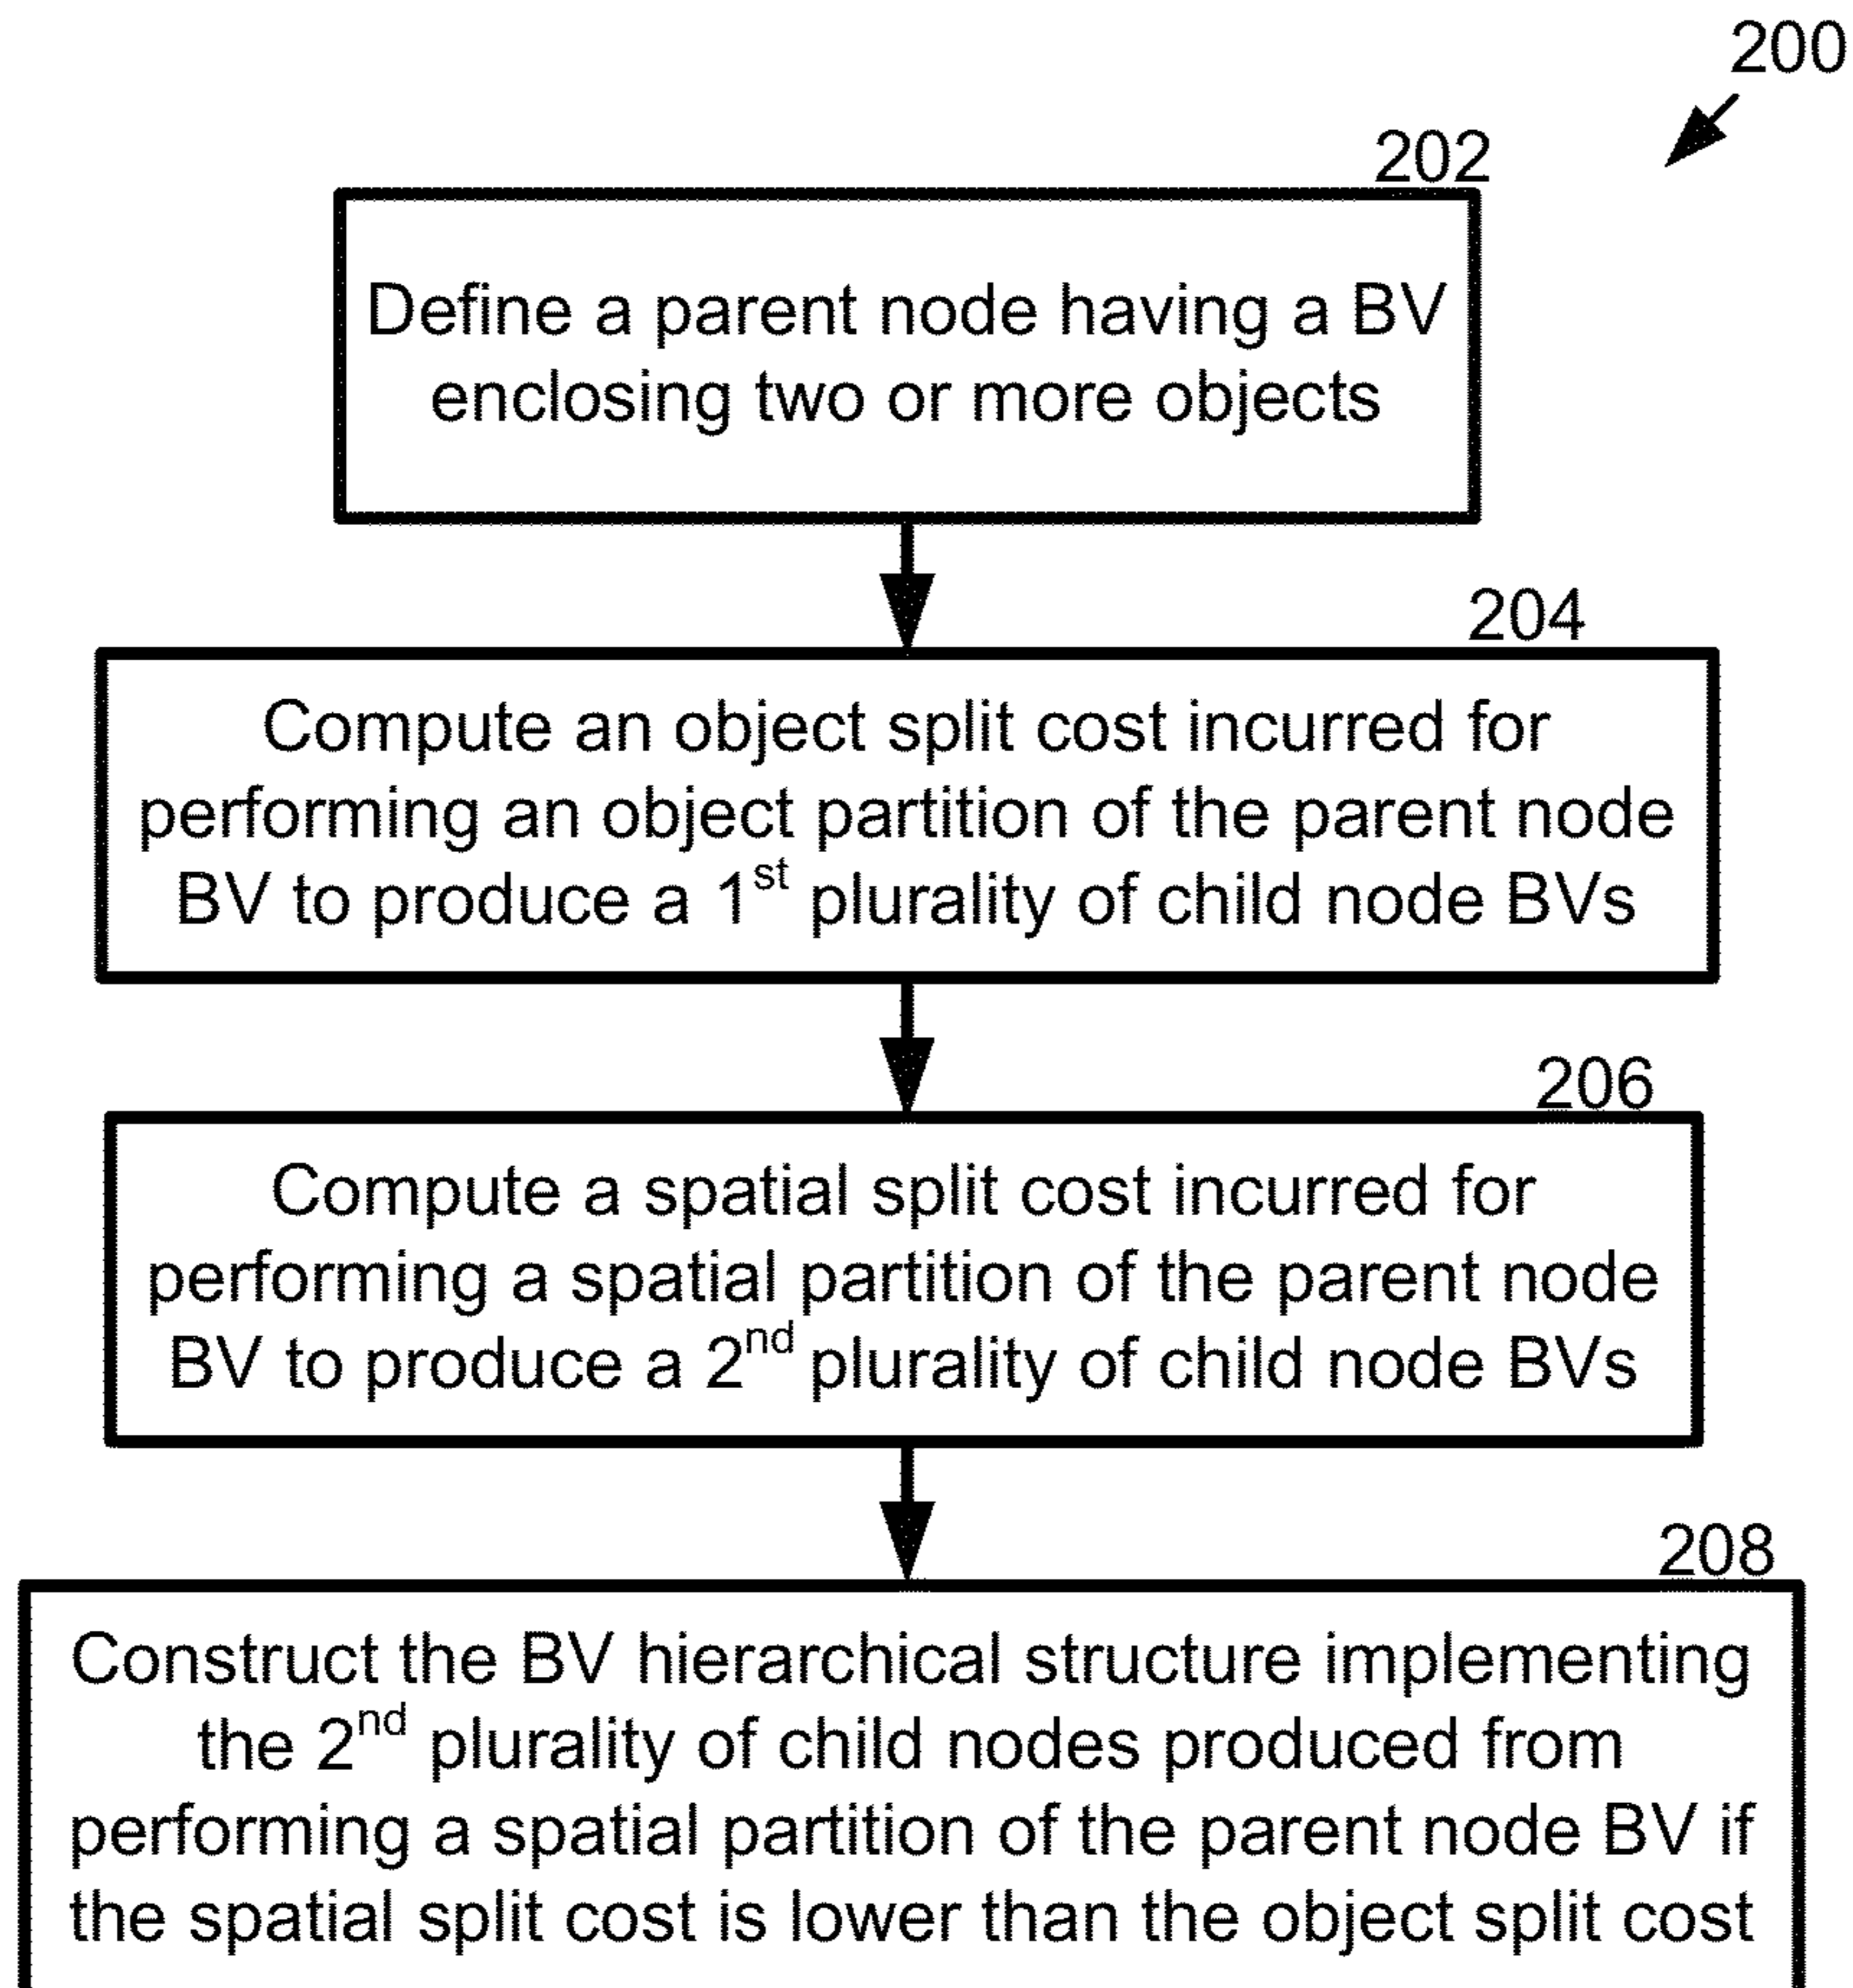 200
202
Define a parent node having a BV
enclosing two or more objects
204
Compute an object split cost incurred for
performing an object partition of the parent node
BV to produce a 1st plurality of child node BVs
206
Compute a spatial split cost incurred for
performing a spatial partition of the parent node
BV to produce a 2nd plurality of child node BVs
208
Construct the BV hierarchical structure implementing
the 2nd plurality of child nodes produced from
performing a spatial partition of the parent node BV if
the spatial split cost is lower than the object split cost